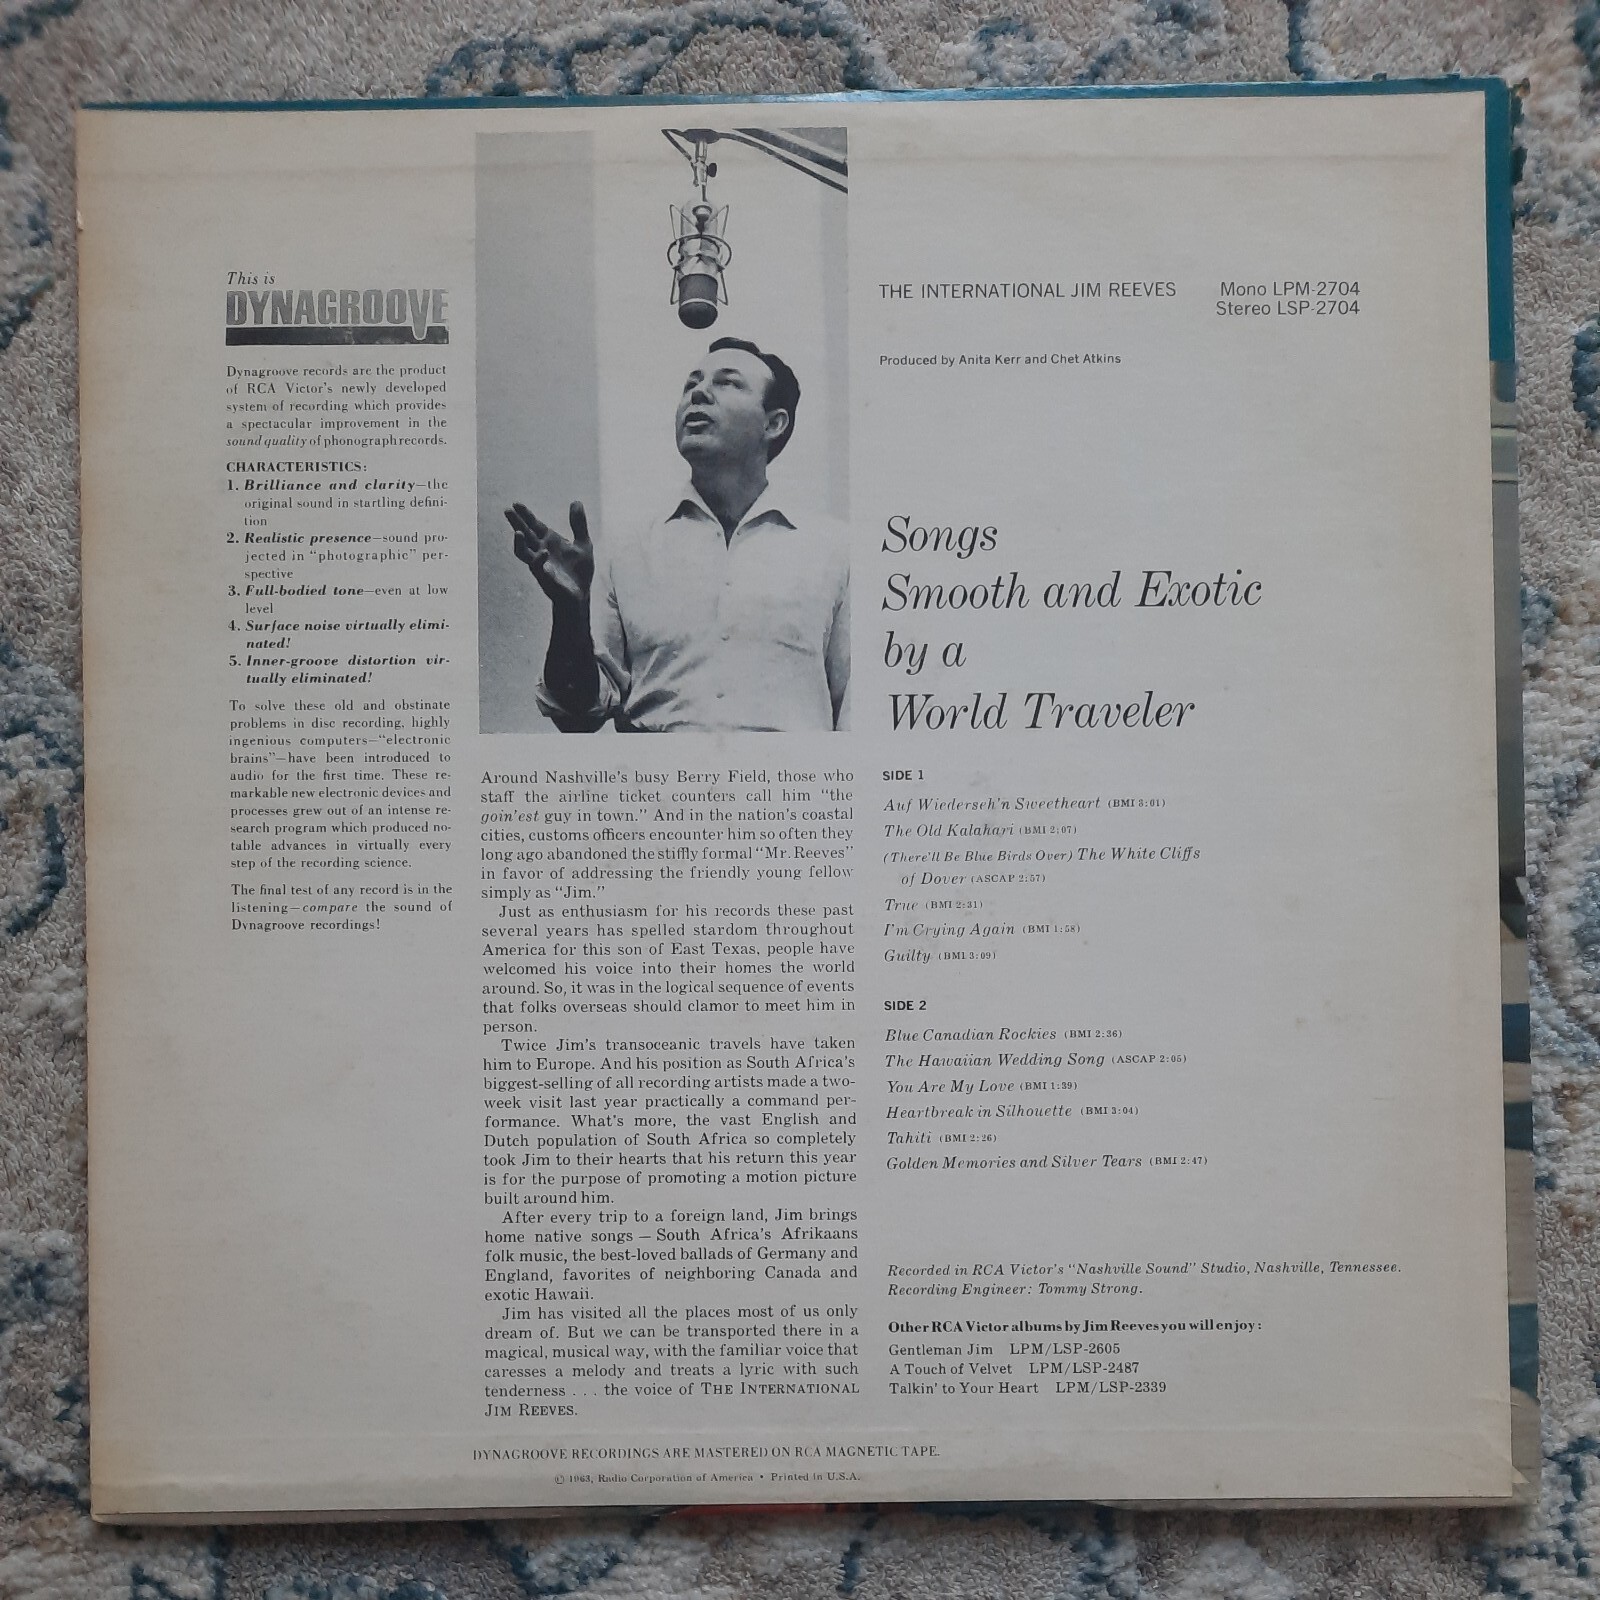 This is
DYNAGROOVE
Dynagroove records are the product
of RCA Victor's newly developed
system of recording which provides
a spectacular improvement in the
sound quality of phonograph records.
CHARACTERISTICS:
1. Brilliance and clarity—the
original sound in startling defini-
tion
2. Realistic presence—sound pro-
jected in "photographic" per-
spective
3. Full-bodied tone—even at low
level
4. Surface noise virtually elimi-
nated!
5. Inner-groove distortion vir-
tually eliminated!
To solve these old and obstinate
problems in disc recording, highly
ingenious computers—"electronic
brains"—have been introduced to
audio for the first time. These re-
markable new electronic devices and
processes grew out of an intense re-
search program which produced no-
table advances in virtually every
step of the recording science.
The final test of any record is in the
listening—compare the sound of
Dynagroove recordings!
Around Nashville's busy Berry Field, those who
staff the airline ticket counters call him "the
goin'est guy in town." And in the nation's coastal
cities, customs officers encounter him so often they
long ago abandoned the stiffly formal "Mr. Reeves"
in favor of addressing the friendly young fellow
simply as "Jim."
Just as enthusiasm for his records these past
several years has spelled stardom throughout
America for this son of East Texas, people have
welcomed his voice into their homes the world
around. So, it was in the logical sequence of events
that folks overseas should clamor to meet him in
person.
Twice Jim's transoceanic travels have taken
him to Europe. And his position as South Africa's
biggest-selling of all recording artists made a two-
week visit last year practically a command per-
formance. What's more, the vast English and
Dutch population of South Africa so completely
took Jim to their hearts that his return this year
is for the purpose of promoting a motion picture
built around him.
After every trip to a foreign land, Jim brings
home native songs — South Africa's Afrikaans
folk music, the best-loved ballads of Germany and
England, favorites of neighboring Canada and
exotic Hawaii.
Jim has visited all the places most of us only
dream of. But we can be transported there in a
magical, musical way, with the familiar voice that
caresses a melody and treats a lyric with such
tenderness . . . the voice of THE INTERNATIONAL
JIM REEVES.
THE INTERNATIONAL JIM REEVES Mono LPM-2704
Stereo LSP-2704
Produced by Anita Kerr and Chet Atkins
Songs
Smooth and Exotic
by a
World Traveler
SIDE 1
Auf Wiederseh'n Sweetheart (BMI 3:01)
The Old Kalahari (BMI 2:07)
(There'll Be Blue Birds Over) The White Cliffs
of Dover (ASCAP 2:57)
True (BMI 2:31)
I'm Crying Again (BMI 1:58)
Guilty (BMI 3:09)
SIDE 2
Blue Canadian Rockies (BMI 2:36)
The Hawaiian Wedding Song (ASCAP 2:05)
You Are My Love (BMI 1:39)
Heartbreak in Silhouette (BMI 3:04)
Tahiti (BMI 2:26)
Golden Memories and Silver Tears (BMI 2:47)
Recorded in RCA Victor's "Nashville Sound" Studio, Nashville, Tennessee.
Recording Engineer: Tommy Strong.
Other RCA Victor albums by Jim Reeves you will enjoy:
Gentleman Jim LPM/LSP-2605
A Touch of Velvet LPM/LSP-2487
Talkin' to Your Heart LPM/LSP-2339
DYNAGROOVE RECORDINGS ARE MASTERED ON RCA MAGNETIC TAPE.
© 1963, Radio Corporation of America • Printed in U.S.A.